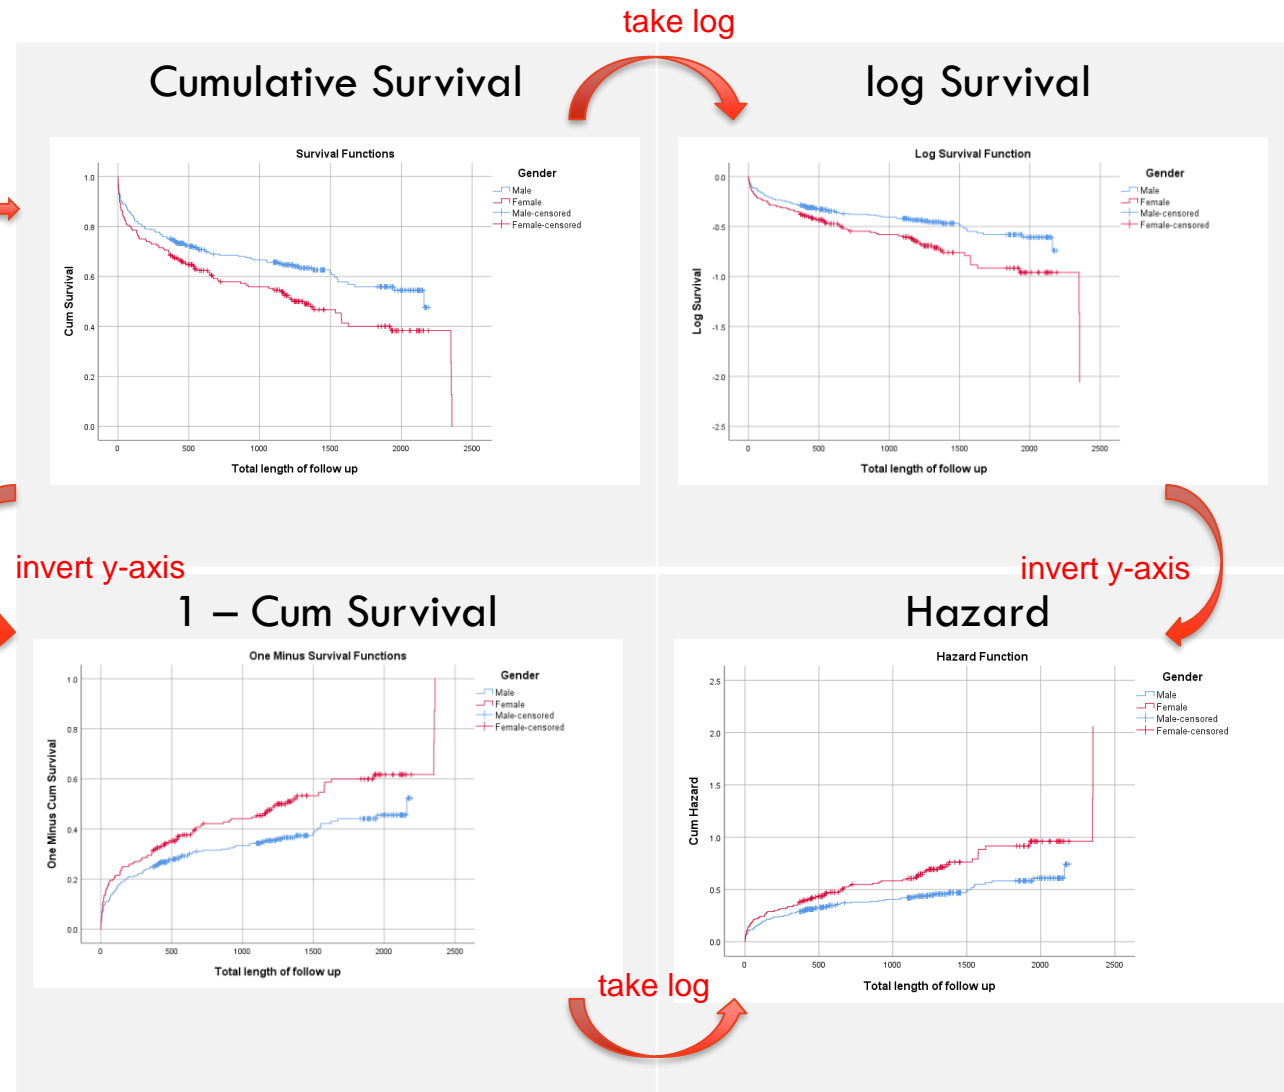 take log
Cumulative Survival
log Survival
Survival Functions
1.0
0.8
0.6
0.4
0.2
0.0
Cum Survival
0
500
1000
1500
2000
2500
Total length of follow up
Gender
Male
Female
Male-censored
Female-censored
Log Survival Function
0.0
-0.5
-1.0
-1.5
-2.0
-2.5
Log Survival
0
500
1000
1500
2000
2500
Total length of follow up
Gender
Male
Female
Male-censored
Female-censored
invert y-axis
invert y-axis
1 – Cum Survival
Hazard
One Minus Survival Functions
1.0
0.8
0.6
0.4
0.2
0.0
One Minus Cum Survival
0
500
1000
1500
2000
2500
Total length of follow up
Gender
Male
Female
Male-censored
Female-censored
Hazard Function
2.5
2.0
1.5
1.0
0.5
0.0
Cum Hazard
0
500
1000
1500
2000
2500
Total length of follow up
Gender
Male
Female
Male-censored
Female-censored
take log